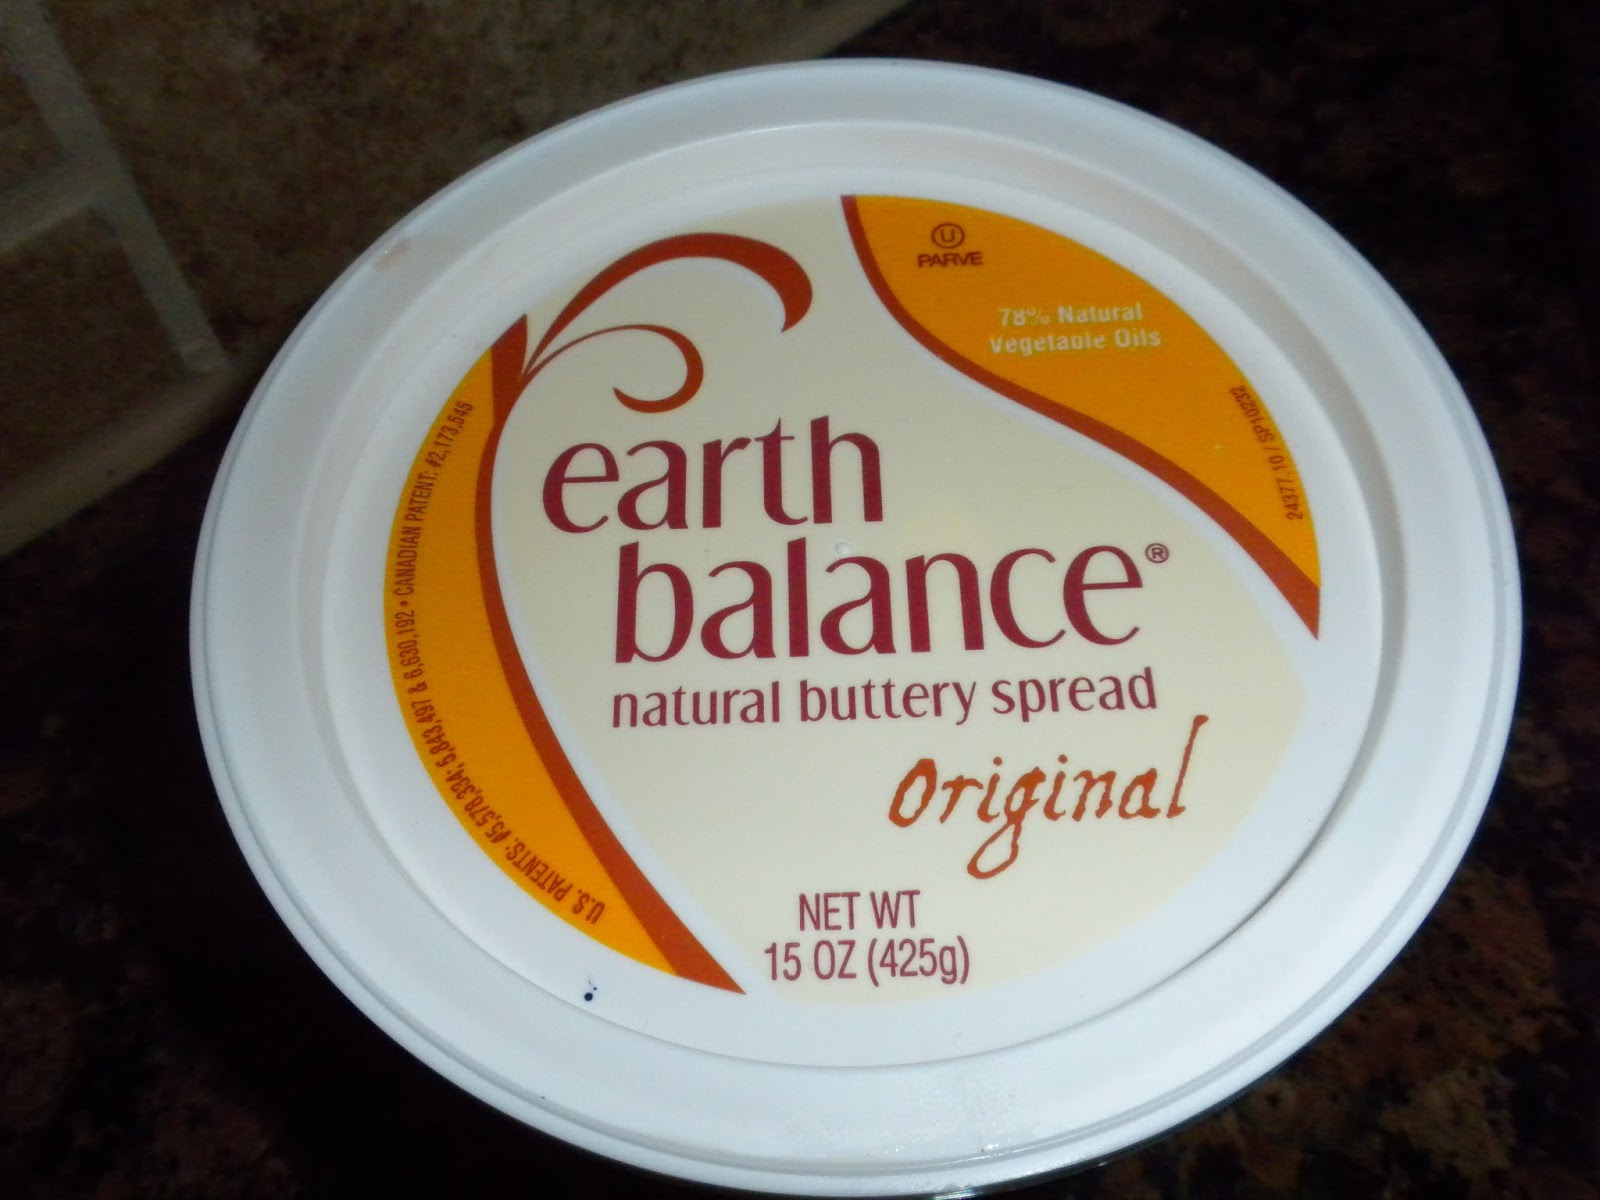 Ⓤ
PARVE
78% Natural
Vegetable Oils
24377.10 / SP10232
earth
balance®
natural buttery spread
original
NET WT
15 OZ (425g)
U.S. PATENTS: #5,578,334; 5,843,497 & 6,630,192 • CANADIAN PATENT: #2,173,545